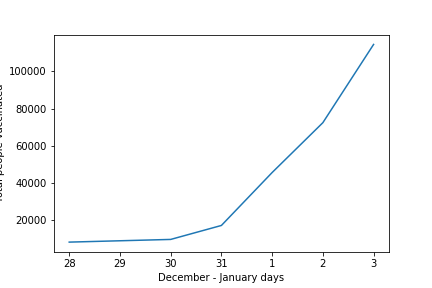 100000
80000
60000
40000
20000
28 29 30 31 1 2 3
December - January days
Total people vaccinated